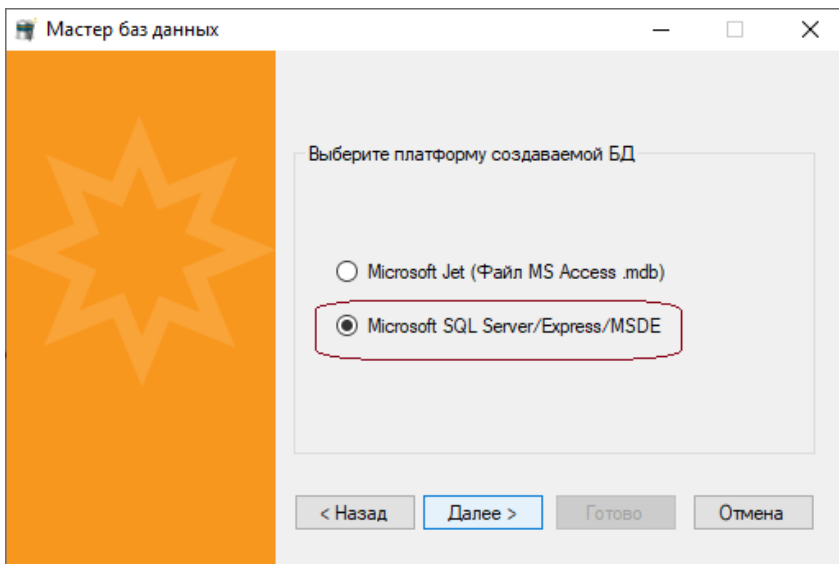 Мастер баз данных
Выберите платформу создаваемой БД
Microsoft Jet (Файл MS Access .mdb)
Microsoft SQL Server/Express/MSDE
< Назад Далее > Готово Отмена